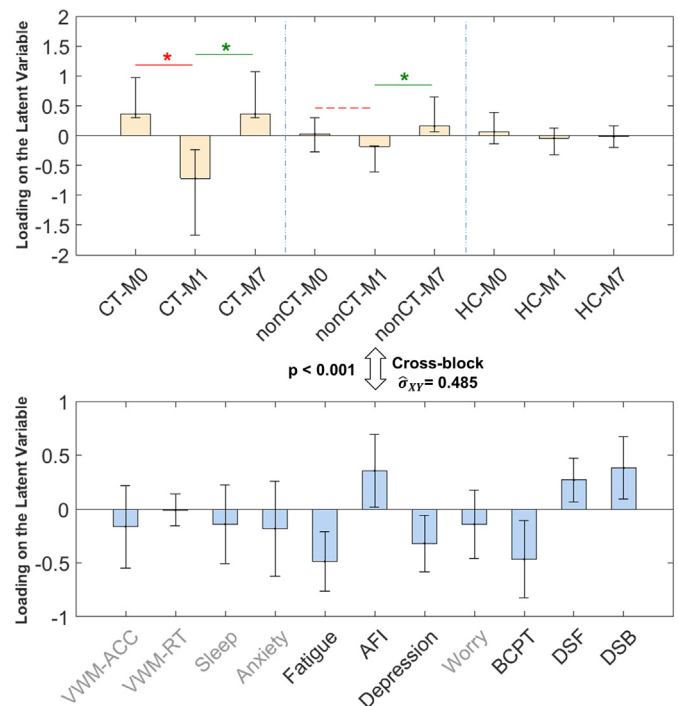 Loading on the Latent Variable
2
1.5
1
0.5
0
-0.5
-1
-1.5
-2
*
*
*
CT-M0
CT-M1
CT-M7
nonCT-M0
nonCT-M1
nonCT-M7
HC-M0
HC-M1
HC-M7
p < 0.001
Cross-block
σ̂XY = 0.485
Loading on the Latent Variable
1
0.5
0
-0.5
-1
VWM-ACC
VWM-RT
Sleep
Anxiety
Fatigue
AFI
Depression
Worry
BCPT
DSF
DSB